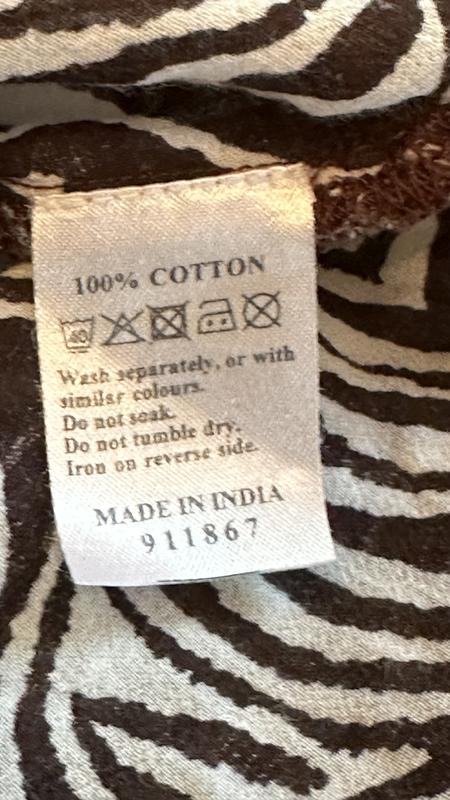 100% COTTON
40
Wash separately, or with
similar colours.
Do not soak.
Do not tumble dry.
Iron on reverse side.
MADE IN INDIA
911867